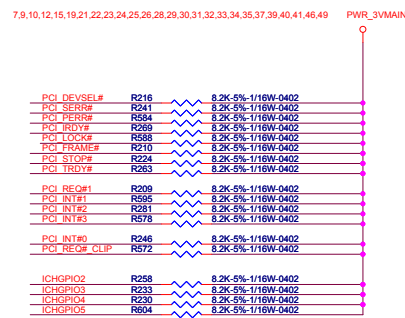 7,9,10,12,15,19,21,22,23,24,25,26,28,29,30,31,32,33,34,35,37,39,40,41,46,49 PWR_3VMAIN
PCI_DEVSEL# R216 8.2K-5%-1/16W-0402
PCI_SERR# R241 8.2K-5%-1/16W-0402
PCI_PERR# R584 8.2K-5%-1/16W-0402
PCI_IRDY# R269 8.2K-5%-1/16W-0402
PCI_LOCK# R588 8.2K-5%-1/16W-0402
PCI_FRAME# R210 8.2K-5%-1/16W-0402
PCI_STOP# R224 8.2K-5%-1/16W-0402
PCI_TRDY# R263 8.2K-5%-1/16W-0402
PCI_REQ#1 R209 8.2K-5%-1/16W-0402
PCI_INT#1 R595 8.2K-5%-1/16W-0402
PCI_INT#2 R281 8.2K-5%-1/16W-0402
PCI_INT#3 R578 8.2K-5%-1/16W-0402
PCI_INT#0 R246 8.2K-5%-1/16W-0402
PCI_REQ#_CLIP R572 8.2K-5%-1/16W-0402
ICHGPIO2 R258 8.2K-5%-1/16W-0402
ICHGPIO3 R233 8.2K-5%-1/16W-0402
ICHGPIO4 R230 8.2K-5%-1/16W-0402
ICHGPIO5 R604 8.2K-5%-1/16W-0402